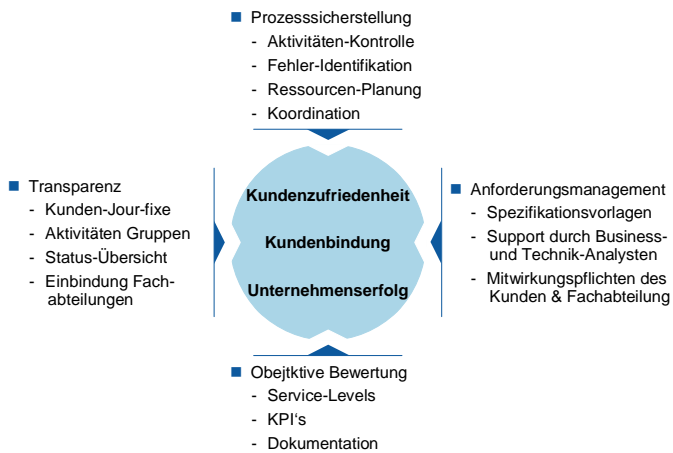 Prozesssicherstellung
- Aktivitäten-Kontrolle
- Fehler-Identifikation
- Ressourcen-Planung
- Koordination
Transparenz
- Kunden-Jour-fixe
- Aktivitäten Gruppen
- Status-Übersicht
- Einbindung Fach-
abteilungen
Kundenzufriedenheit
Kundenbindung
Unternehmenserfolg
Anforderungsmanagement
- Spezifikationsvorlagen
- Support durch Business-
und Technik-Analysten
- Mitwirkungspflichten des
Kunden & Fachabteilung
Obejtktive Bewertung
- Service-Levels
- KPI‘s
- Dokumentation